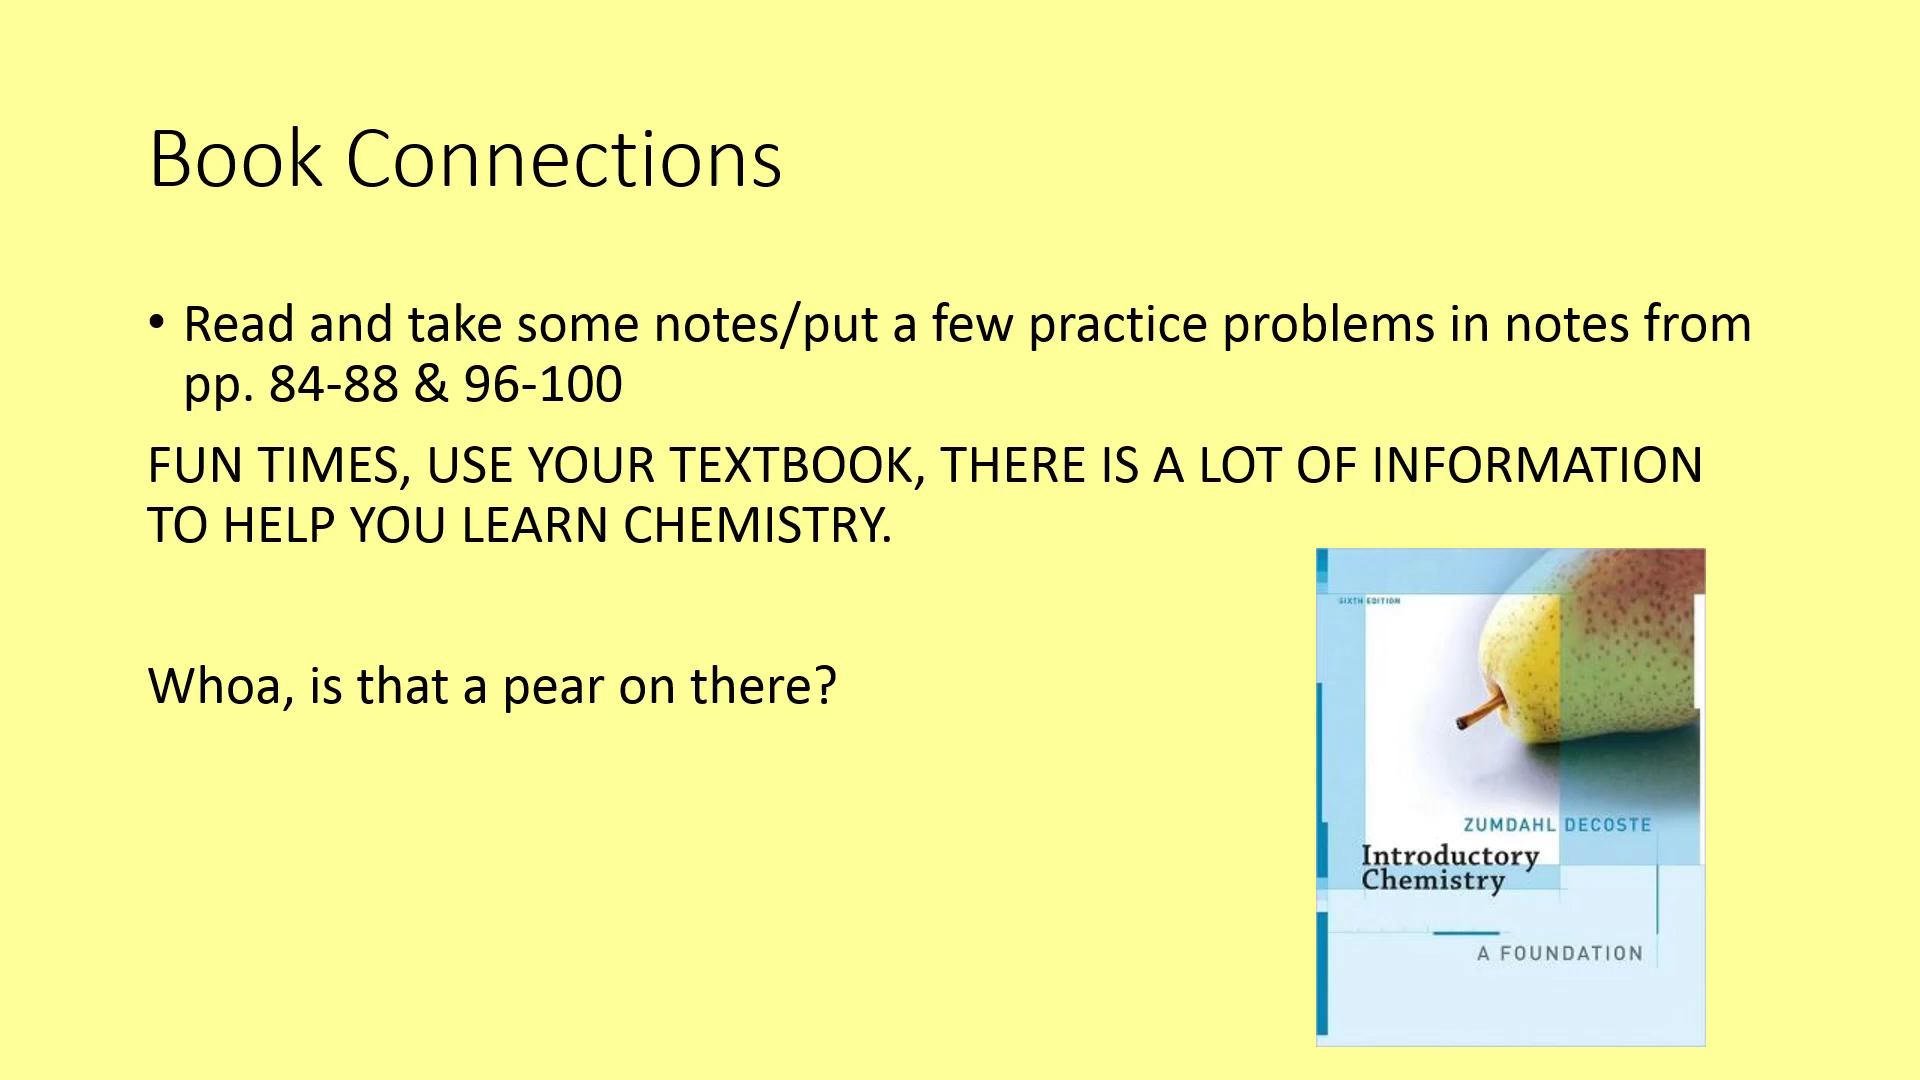 Book Connections
• Read and take some notes/put a few practice problems in notes from
pp. 84-88 & 96-100
FUN TIMES, USE YOUR TEXTBOOK, THERE IS A LOT OF INFORMATION
TO HELP YOU LEARN CHEMISTRY.
Whoa, is that a pear on there?
SIXTH EDITION
ZUMDAHL DECOSTE
Introductory
Chemistry
A FOUNDATION